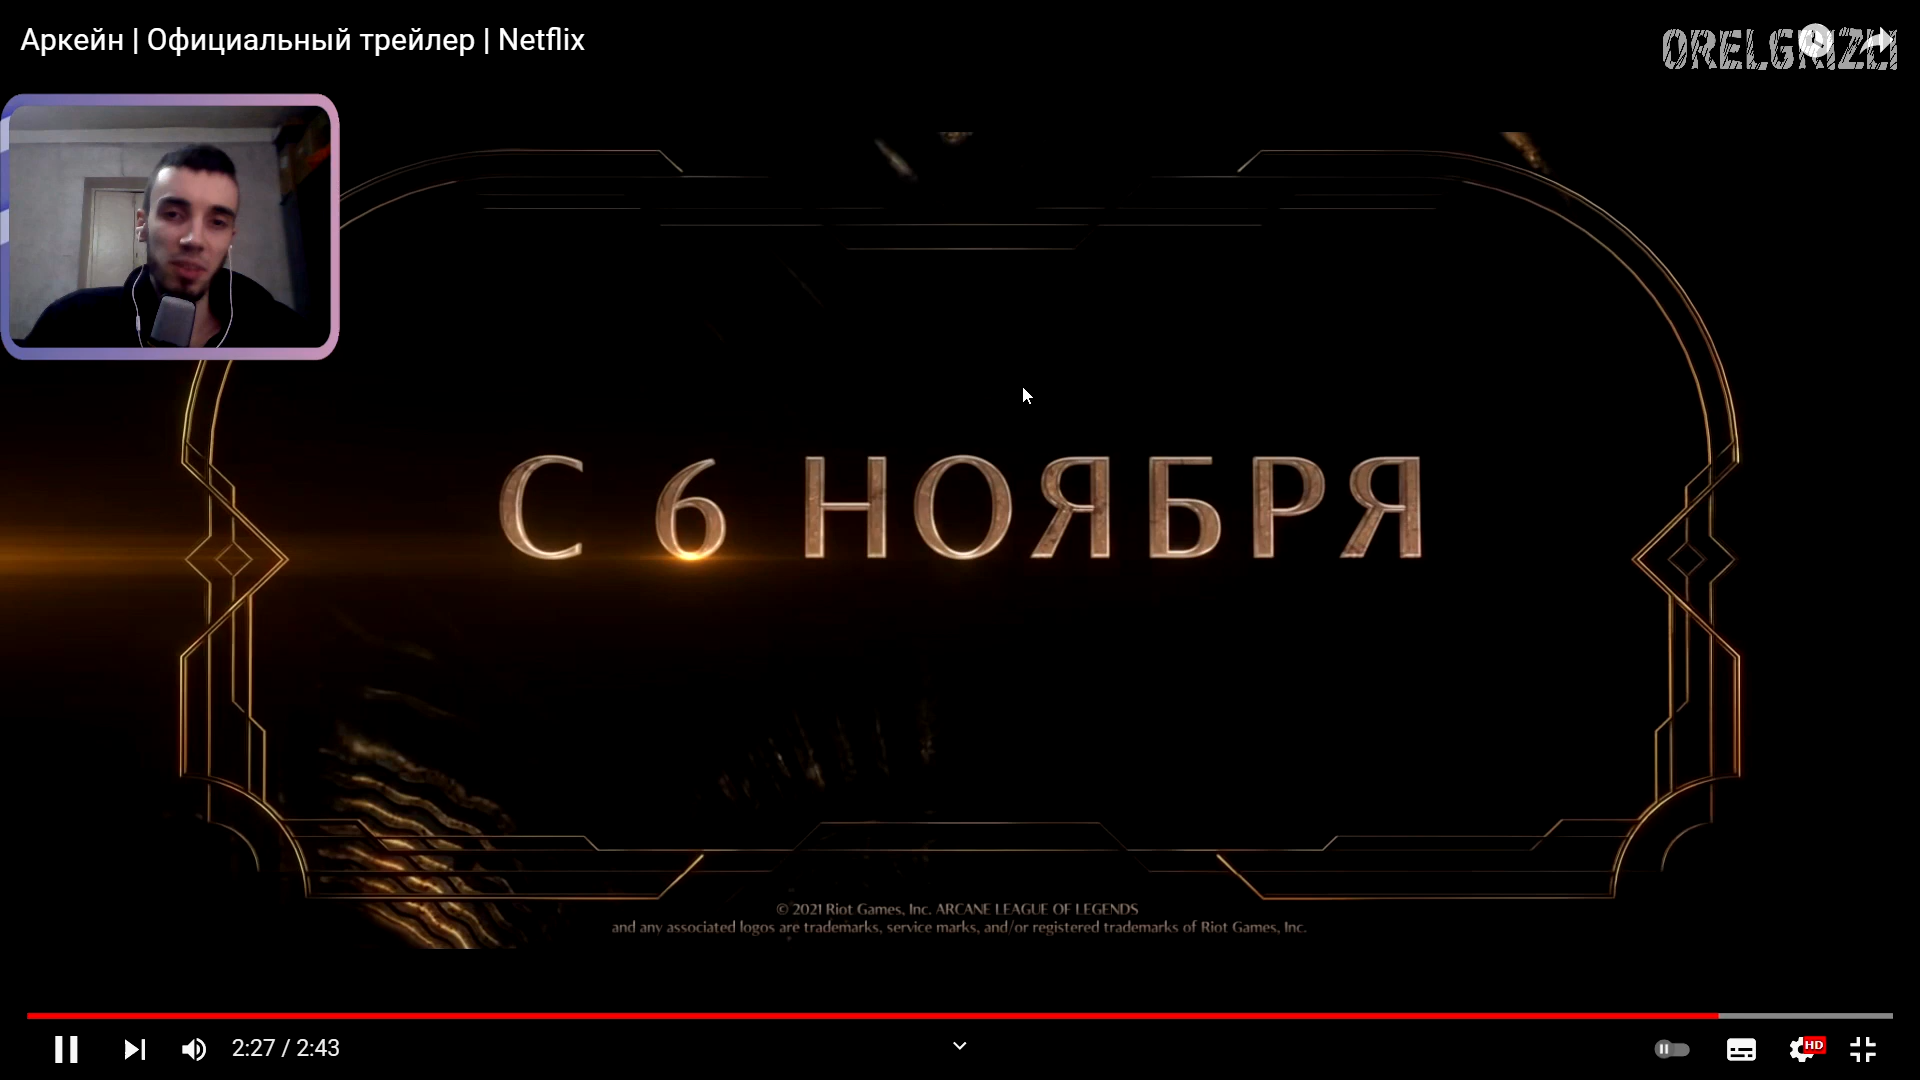 Аркейн | Официальный трейлер | Netflix
ORELGRIZLI
С 6 НОЯБРЯ
© 2021 Riot Games, Inc. ARCANE LEAGUE OF LEGENDS
and any associated logos are trademarks, service marks, and/or registered trademarks of Riot Games, Inc.
2:27 / 2:43
HD